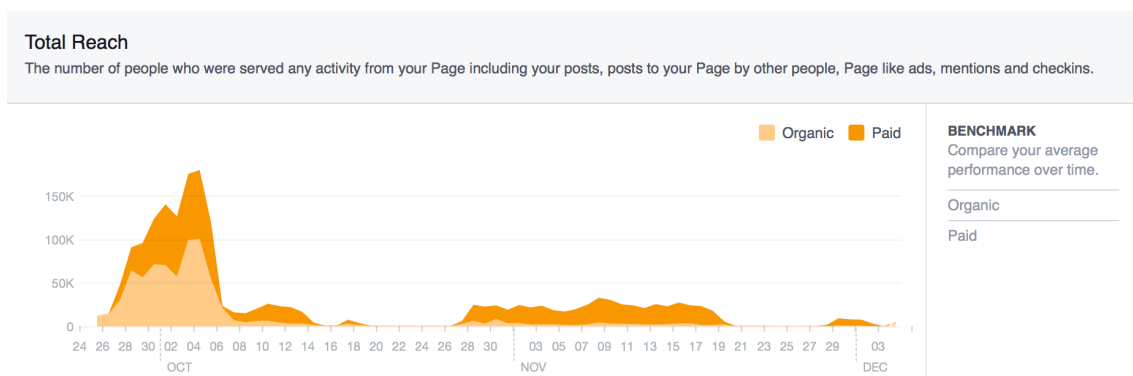 Total Reach
The number of people who were served any activity from your Page including your posts, posts to your Page by other people, Page like ads, mentions and checkins.
Organic Paid
BENCHMARK
Compare your average
performance over time.
Organic
Paid
150K
100K
50K
0
24 26 28 30 02 04 06 08 10 12 14 16 18 20 22 24 26 28 30 03 05 07 09 11 13 15 17 19 21 23 25 27 29 03
OCT NOV DEC